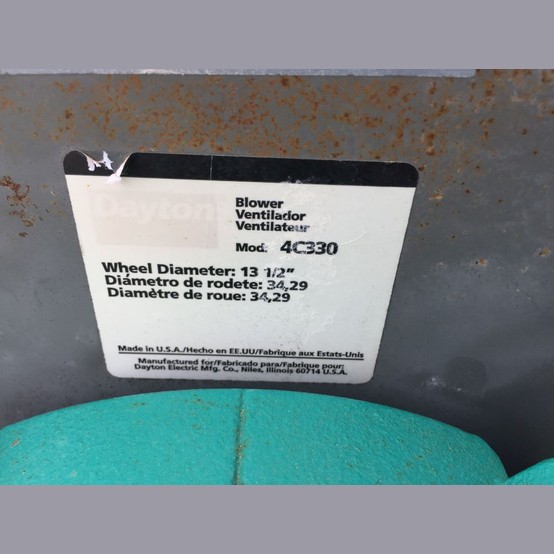 Dayton
Blower
Ventilador
Ventilateur
Mod. 4C330
Wheel Diameter: 13 1/2"
Diámetro de rodete: 34,29
Diamètre de roue: 34,29
Made in U.S.A./Hecho en EE.UU/Fabrique aux Estats-Unis
Manufactured for/Fabricado para/Fabrique pour:
Dayton Electric Mfg. Co., Niles, Illinois 60714 U.S.A.